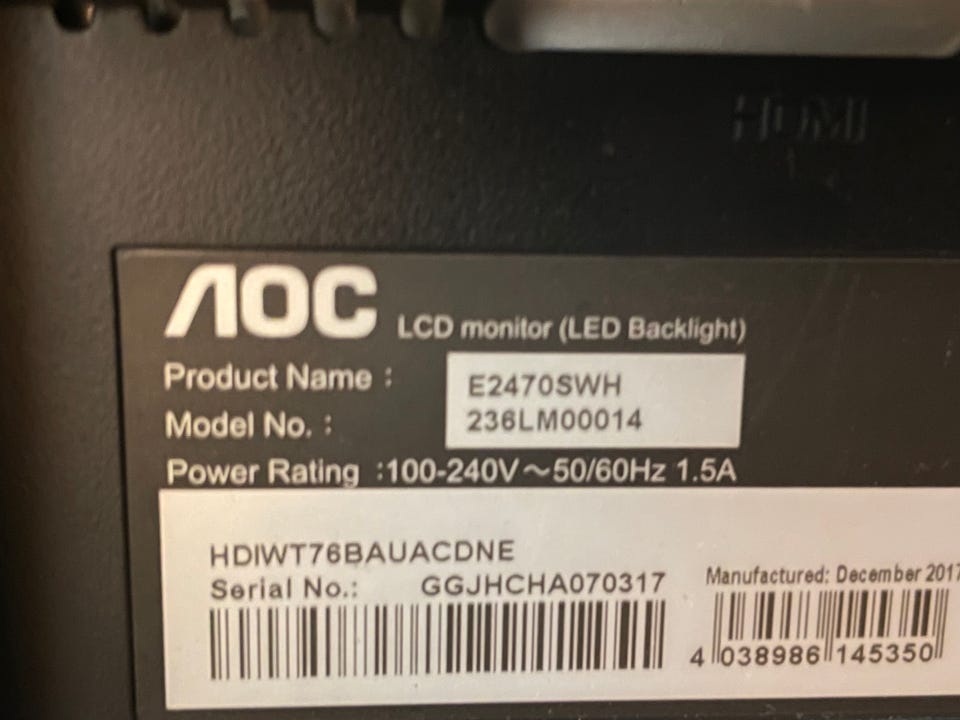 HDMI
AOC LCD monitor (LED Backlight)
Product Name : E2470SWH
Model No. : 236LM00014
Power Rating :100-240V~50/60Hz 1.5A
HDIWT76BAUACDNE
Serial No.: GGJHCHA070317
Manufactured: December 2017
4 038986 145350